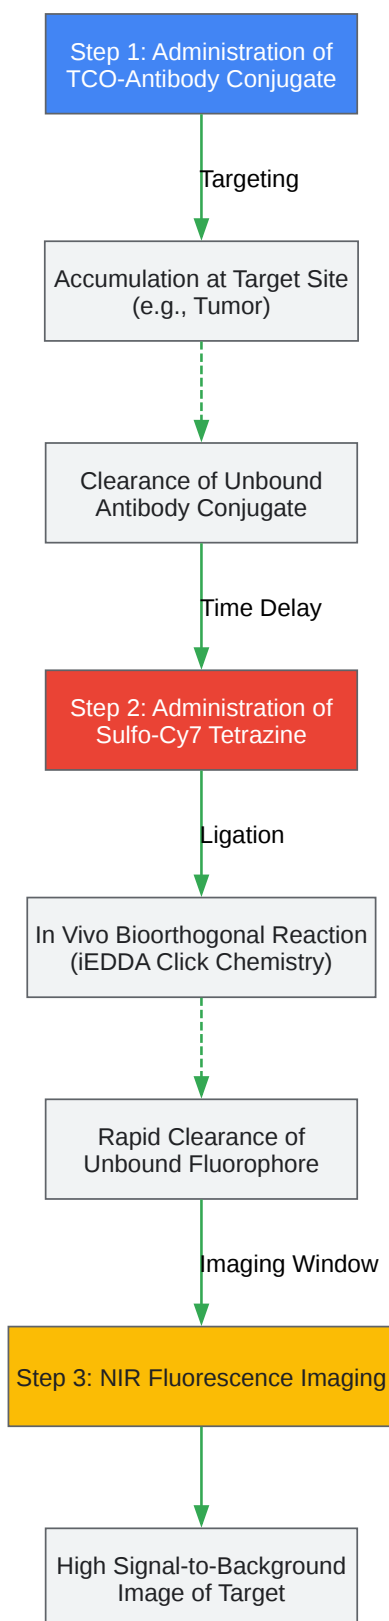 Step 1: Administration of
TCO-Antibody Conjugate
Targeting
Accumulation at Target Site
(e.g., Tumor)
Clearance of Unbound
Antibody Conjugate
Time Delay
Step 2: Administration of
Sulfo-Cy7 Tetrazine
Ligation
In Vivo Bioorthogonal Reaction
(iEDDA Click Chemistry)
Rapid Clearance of
Unbound Fluorophore
Imaging Window
Step 3: NIR Fluorescence Imaging
High Signal-to-Background
Image of Target